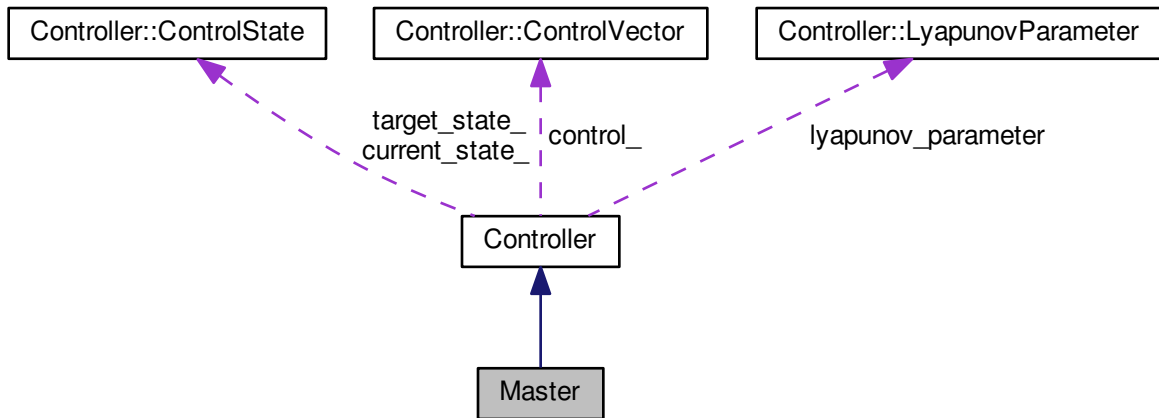 Controller::ControlState
Controller::ControlVector
Controller::LyapunovParameter
target_state_
current_state_
control_
lyapunov_parameter
Controller
Master